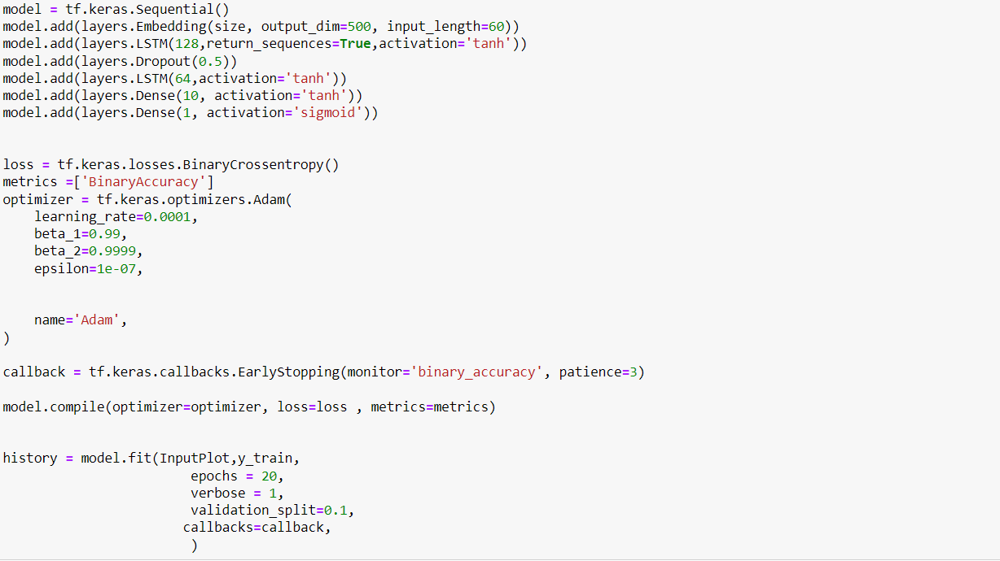 model = tf.keras.Sequential()
model.add(layers.Embedding(size, output_dim=500, input_length=60))
model.add(layers.LSTM(128,return_sequences=True,activation='tanh'))
model.add(layers.Dropout(0.5))
model.add(layers.LSTM(64,activation='tanh'))
model.add(layers.Dense(10, activation='tanh'))
model.add(layers.Dense(1, activation='sigmoid'))
loss = tf.keras.losses.BinaryCrossentropy()
metrics =['BinaryAccuracy']
optimizer = tf.keras.optimizers.Adam(
    learning_rate=0.0001,
    beta_1=0.99,
    beta_2=0.9999,
    epsilon=1e-07,
    name='Adam',
)
callback = tf.keras.callbacks.EarlyStopping(monitor='binary_accuracy', patience=3)
model.compile(optimizer=optimizer, loss=loss , metrics=metrics)
history = model.fit(InputPlot,y_train,
                        epochs = 20,
                        verbose = 1,
                        validation_split=0.1,
                       callbacks=callback,
                        )